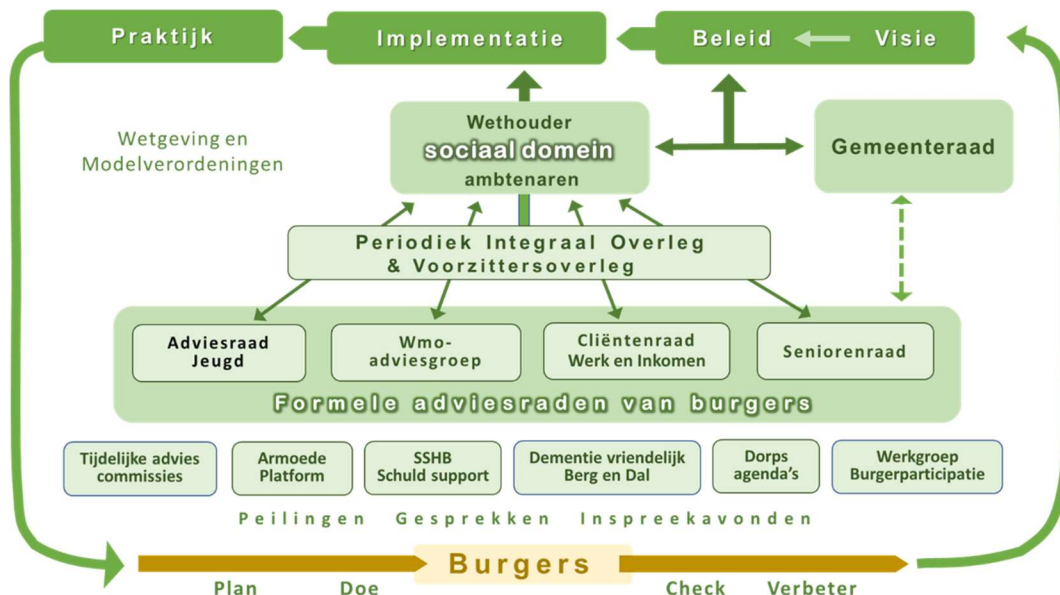 Praktijk
Implementatie
Beleid
Visie
Wetgeving en
Modelverordeningen
Wethouder
sociaal domein
ambtenaren
Gemeenteraad
Periodiek Integraal Overleg
& Voorzittersoverleg
Adviesraad
Jeugd
Wmo-
adviesgroep
Cliëntenraad
Werk en Inkomen
Seniorenraad
Formele adviesraden van burgers
Tijdelijke advies
commissies
Armoede
Platform
SSHB
Schuld support
Dementie vriendelijk
Berg en Dal
Dorps
agenda's
Werkgroep
Burgerparticipatie
Peilingen Gesprekken Inspreekavonden
Burgers
Plan Doe Check Verbeter